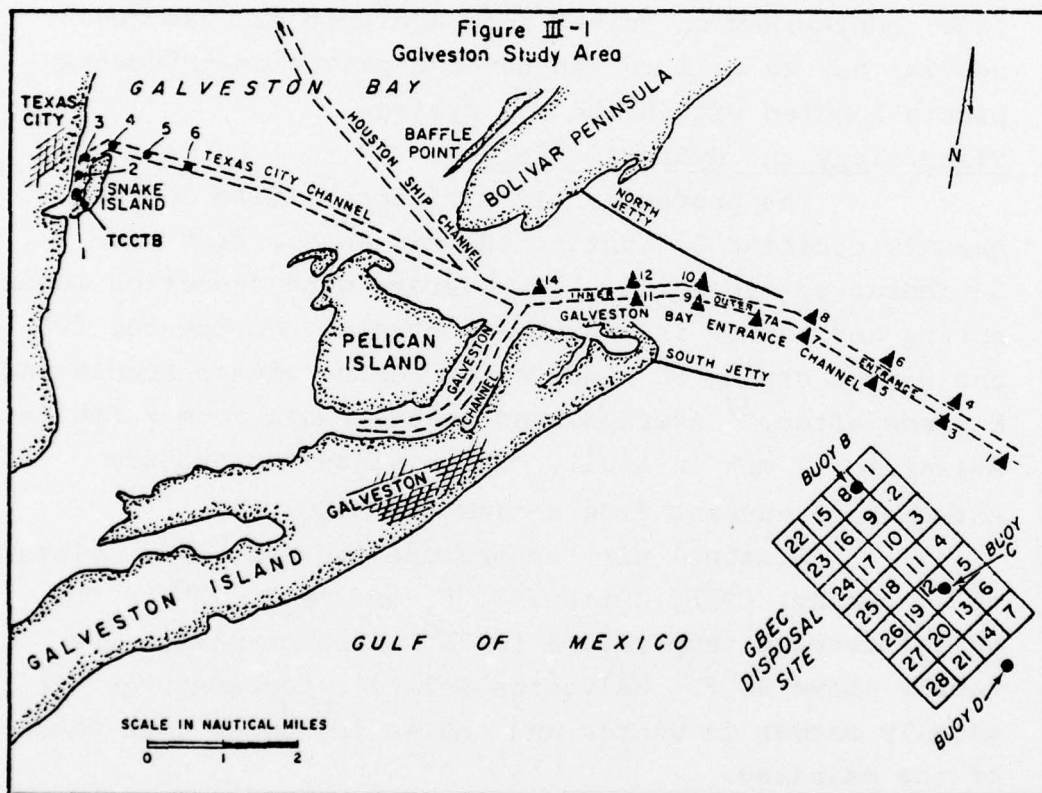 Figure III-1
Galveston Study Area
GALVESTON BAY
TEXAS
CITY
3
4
5
6
2
SNAKE
ISLAND
TCCTB
1
TEXAS CITY CHANNEL
HOUSTON SHIP CHANNEL
BAFFLE
POINT
BOLIVAR PENINSULA
N
NORTH
JETTY
14
12
10
INNER
11
9
OUTER
7A
8
7
GALVESTON BAY ENTRANCE CHANNEL
ENTRANCE
6
5
4
3
1
SOUTH JETTY
PELICAN
ISLAND
GALVESTON
CHANNEL
GALVESTON
GALVESTON ISLAND
GULF OF MEXICO
BUOY B
BUOY
C
BUOY D
2
3
4
5
6
7
8
9
10
11
12
13
14
15
16
17
18
19
20
21
22
23
24
25
26
27
28
GBEC
DISPOSAL
SITE
SCALE IN NAUTICAL MILES
0
1
2